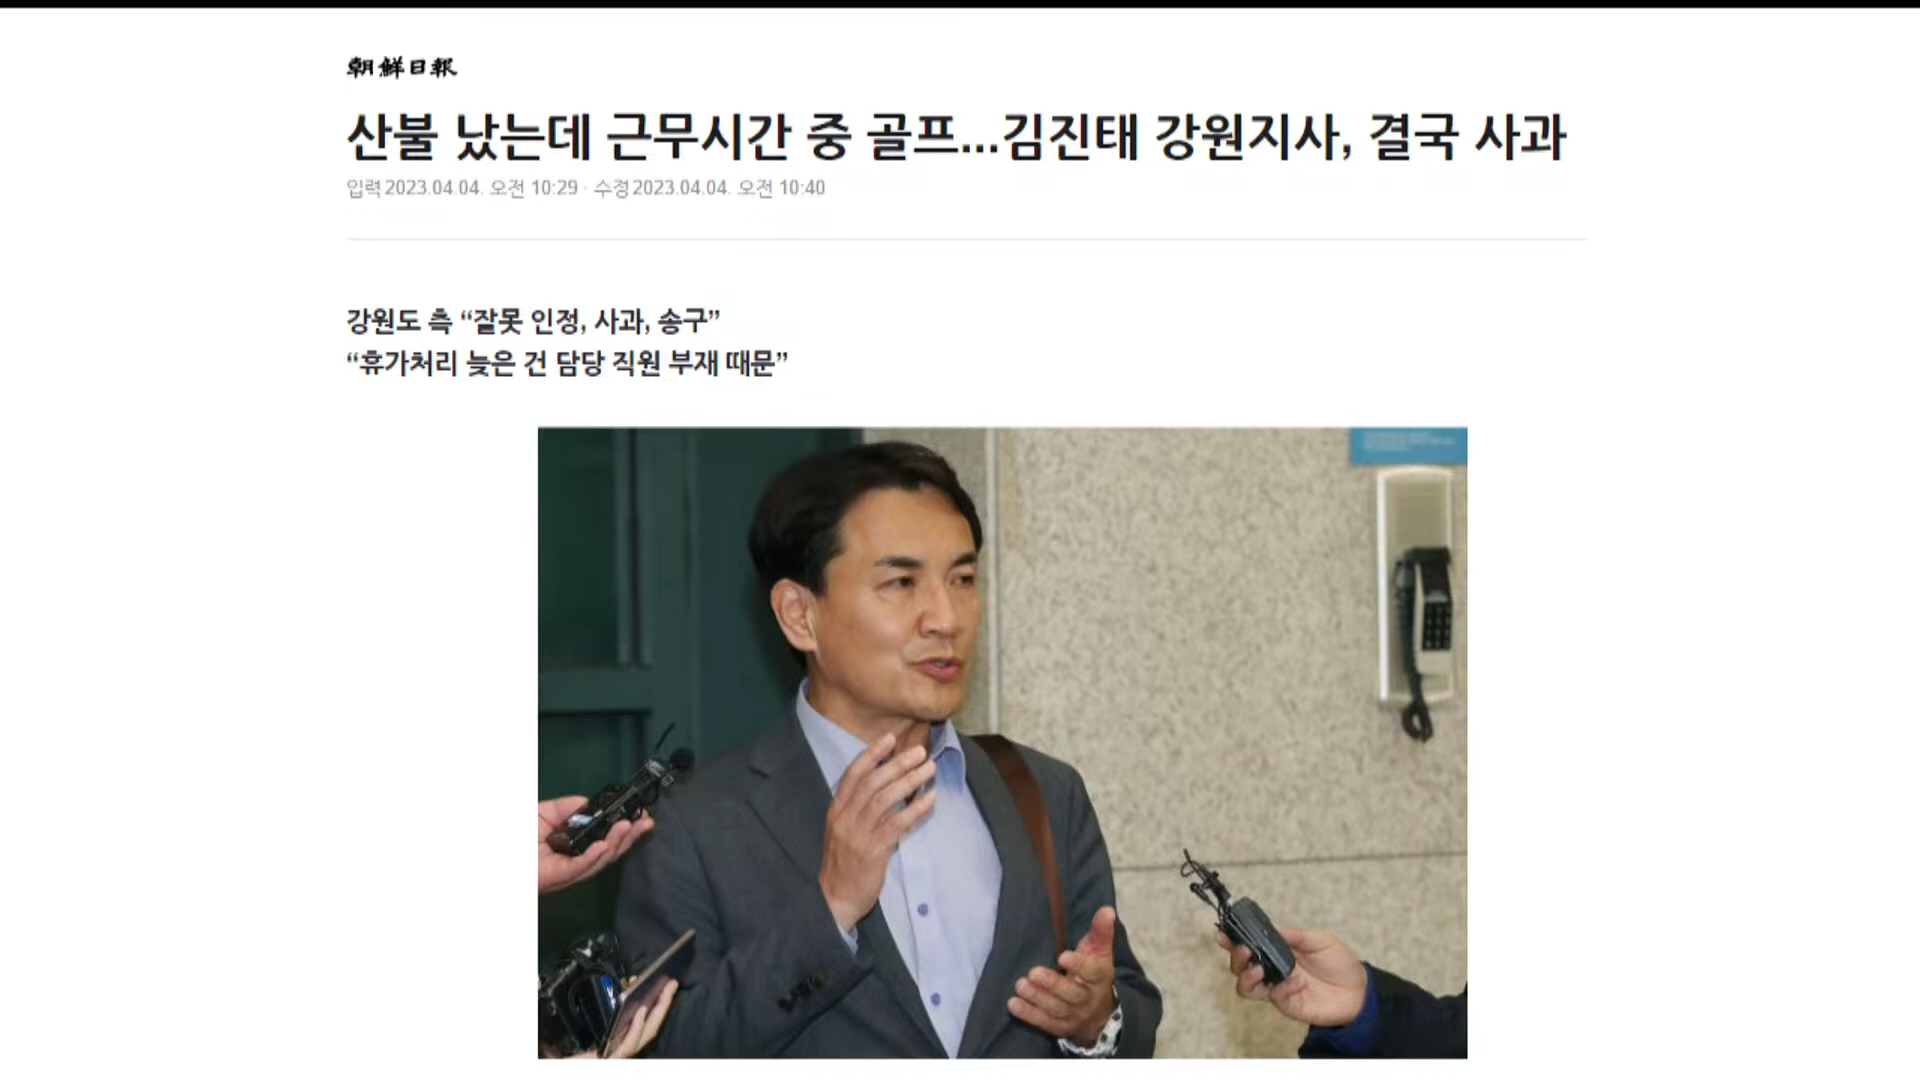 朝鮮日報
산불 났는데 근무시간 중 골프...김진태 강원지사, 결국 사과
입력 2023.04.04. 오전 10:29 · 수정 2023.04.04. 오전 10:40
강원도 측 “잘못 인정, 사과, 송구”
“휴가처리 늦은 건 담당 직원 부재 때문”